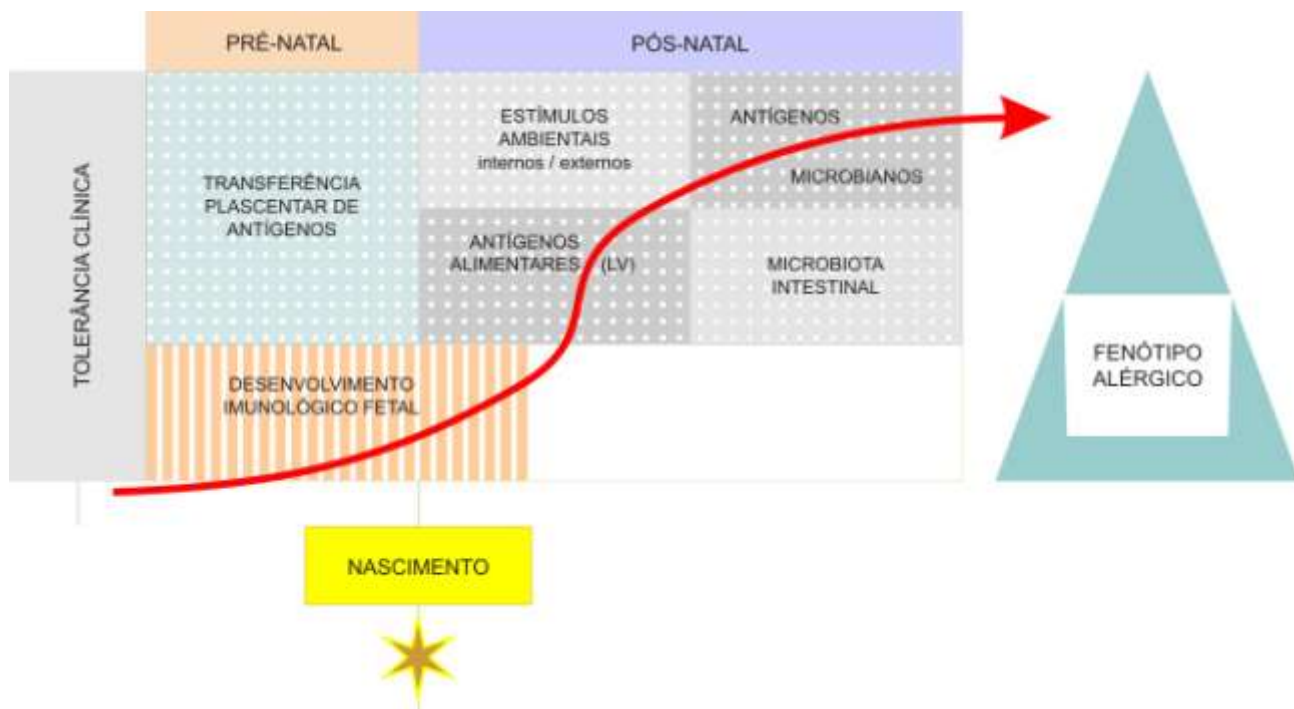 PRÉ-NATAL
PÓS-NATAL
TOLERÂNCIA CLÍNICA
TRANSFERÊNCIA
PLASCENTAR DE
ANTÍGENOS
ESTÍMULOS
AMBIENTAIS
internos / externos
ANTÍGENOS
MICROBIANOS
ANTÍGENOS
ALIMENTARES (LV)
MICROBIOTA
INTESTINAL
DESENVOLVIMENTO
IMUNOLÓGICO FETAL
FENÓTIPO
ALÉRGICO
NASCIMENTO